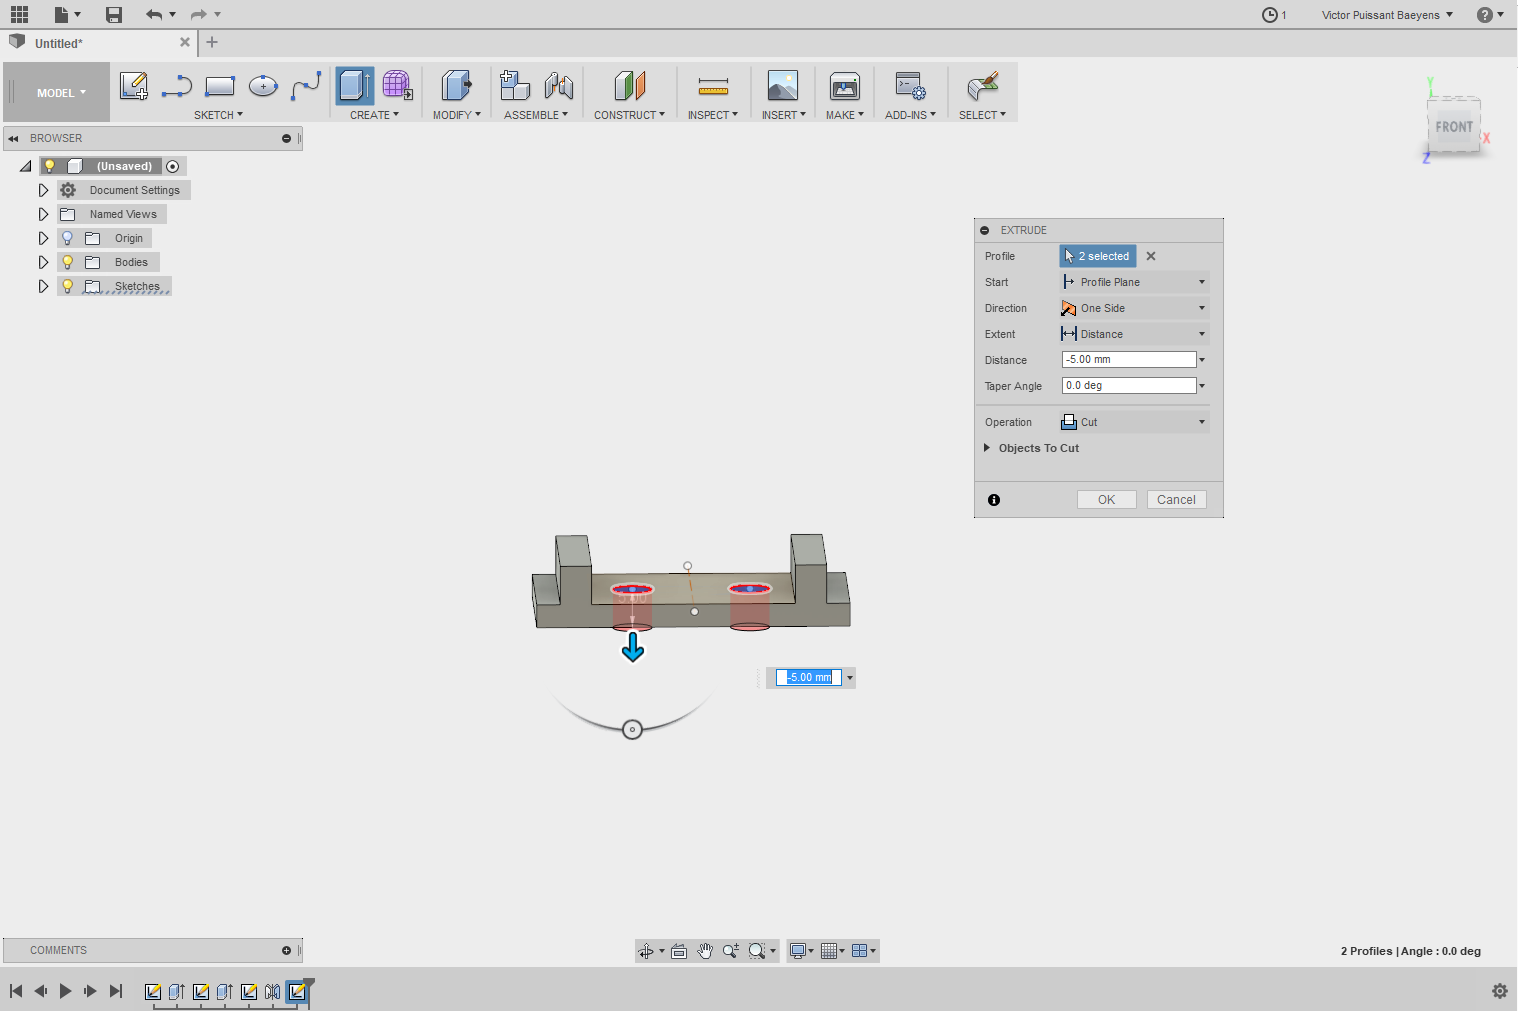 1 Victor Puissant Baeyens ?
Untitled*
MODEL
SKETCH CREATE MODIFY ASSEMBLE CONSTRUCT INSPECT INSERT MAKE ADD-INS SELECT
BROWSER
(Unsaved)
Document Settings
Named Views
Origin
Bodies
Sketches
Y
FRONT
X
Z
EXTRUDE
Profile 2 selected
Start Profile Plane
Direction One Side
Extent Distance
Distance -5.00 mm
Taper Angle 0.0 deg
Operation Cut
Objects To Cut
OK Cancel
-5.00 mm
COMMENTS
2 Profiles | Angle : 0.0 deg